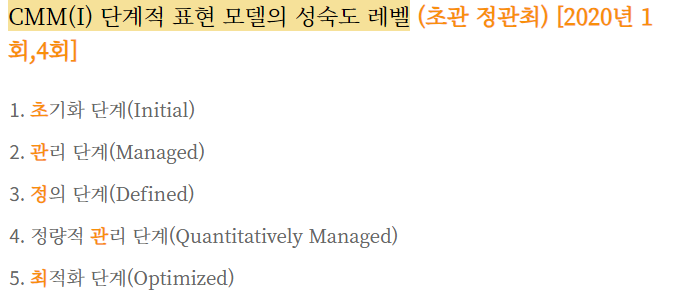 CMM(I) 단계적 표현 모델의 성숙도 레벨 (초관 정관최) [2020년 1
회,4회]
1. 초기화 단계(Initial)
2. 관리 단계(Managed)
3. 정의 단계(Defined)
4. 정량적 관리 단계(Quantitatively Managed)
5. 최적화 단계(Optimized)